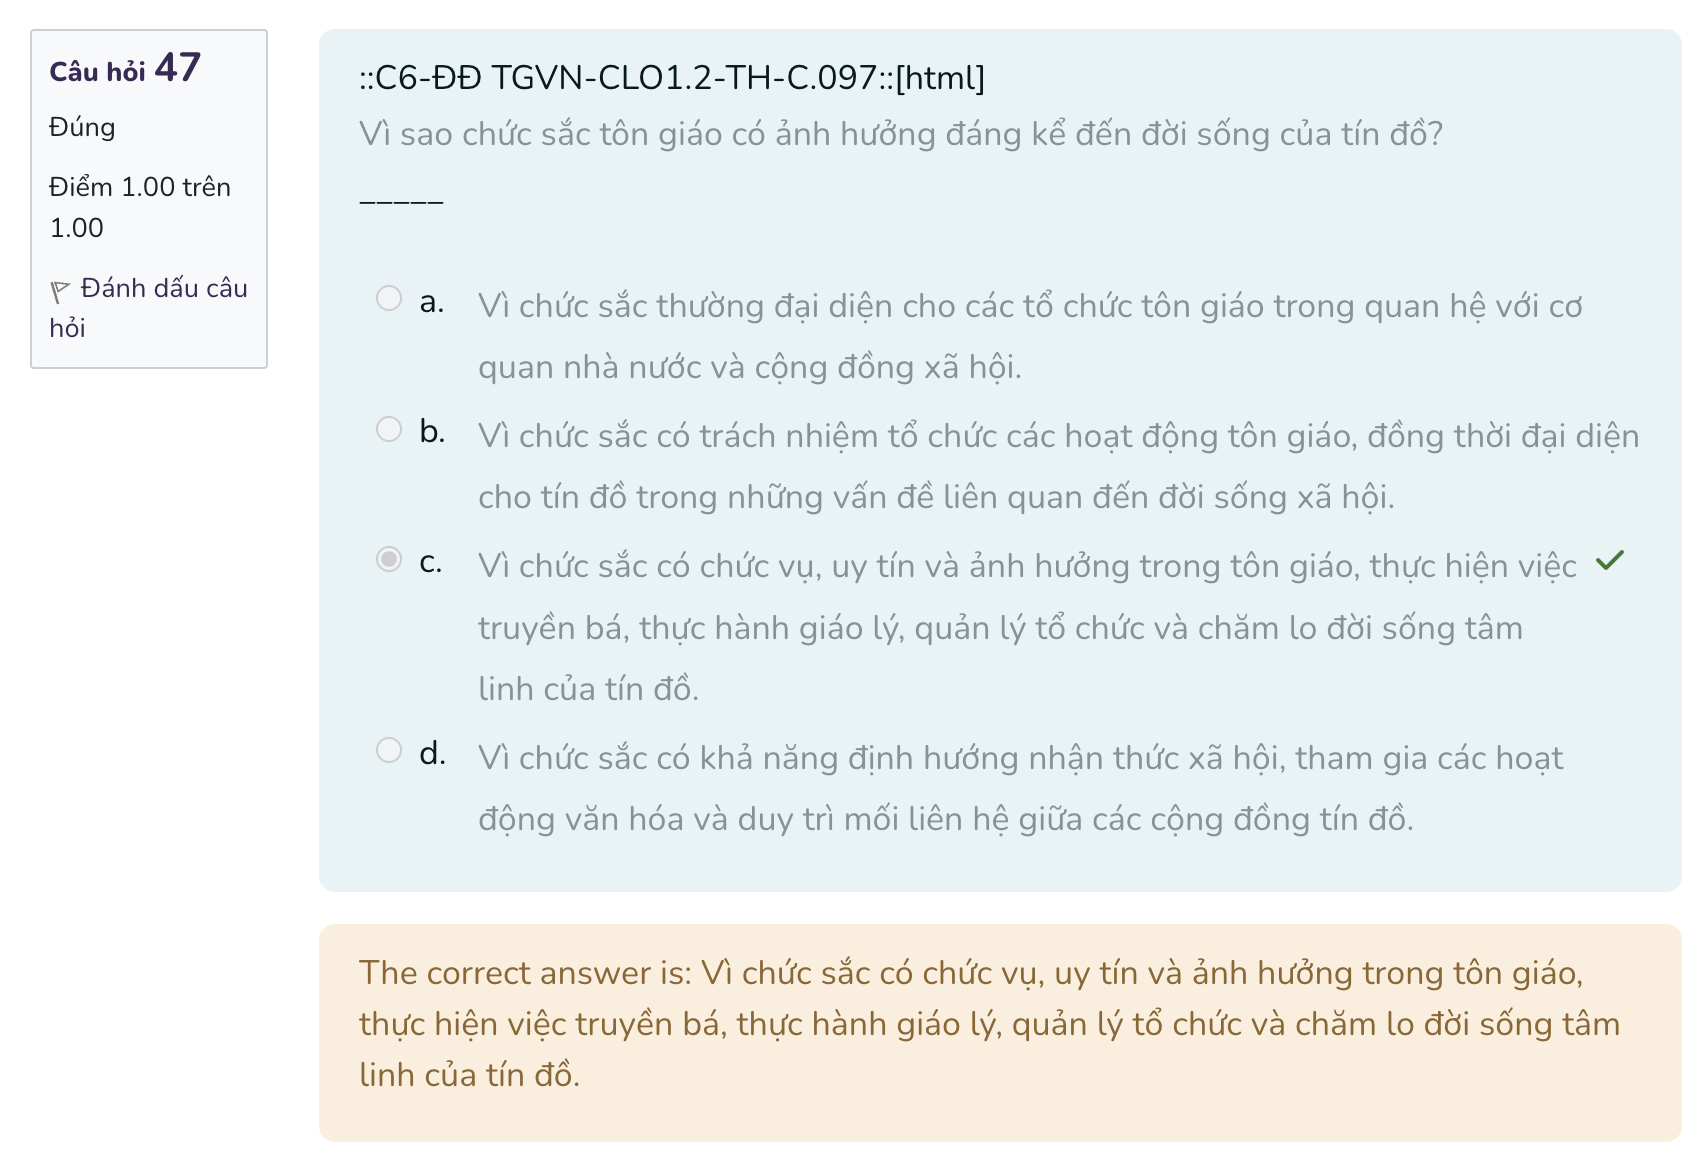 Câu hỏi 47
Đúng
Điểm 1.00 trên
1.00
Đánh dấu câu
hỏi
::C6-ĐĐ TGVN-CLO1.2-TH-C.097::[html]
Vì sao chức sắc tôn giáo có ảnh hưởng đáng kể đến đời sống của tín đồ?
_____
a. Vì chức sắc thường đại diện cho các tổ chức tôn giáo trong quan hệ với cơ
quan nhà nước và cộng đồng xã hội.
b. Vì chức sắc có trách nhiệm tổ chức các hoạt động tôn giáo, đồng thời đại diện
cho tín đồ trong những vấn đề liên quan đến đời sống xã hội.
c. Vì chức sắc có chức vụ, uy tín và ảnh hưởng trong tôn giáo, thực hiện việc
truyền bá, thực hành giáo lý, quản lý tổ chức và chăm lo đời sống tâm
linh của tín đồ.
d. Vì chức sắc có khả năng định hướng nhận thức xã hội, tham gia các hoạt
động văn hóa và duy trì mối liên hệ giữa các cộng đồng tín đồ.
The correct answer is: Vì chức sắc có chức vụ, uy tín và ảnh hưởng trong tôn giáo,
thực hiện việc truyền bá, thực hành giáo lý, quản lý tổ chức và chăm lo đời sống tâm
linh của tín đồ.